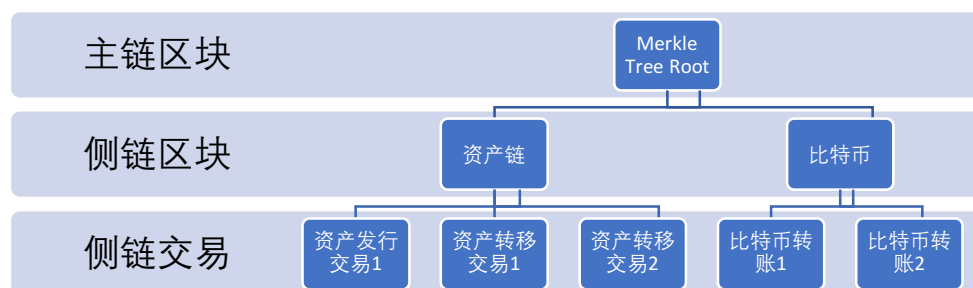 主链区块
Merkle
Tree Root
侧链区块
资产链
比特币
侧链交易
资产发行
交易1
资产转移
交易1
资产转移
交易2
比特币转
账1
比特币转
账2